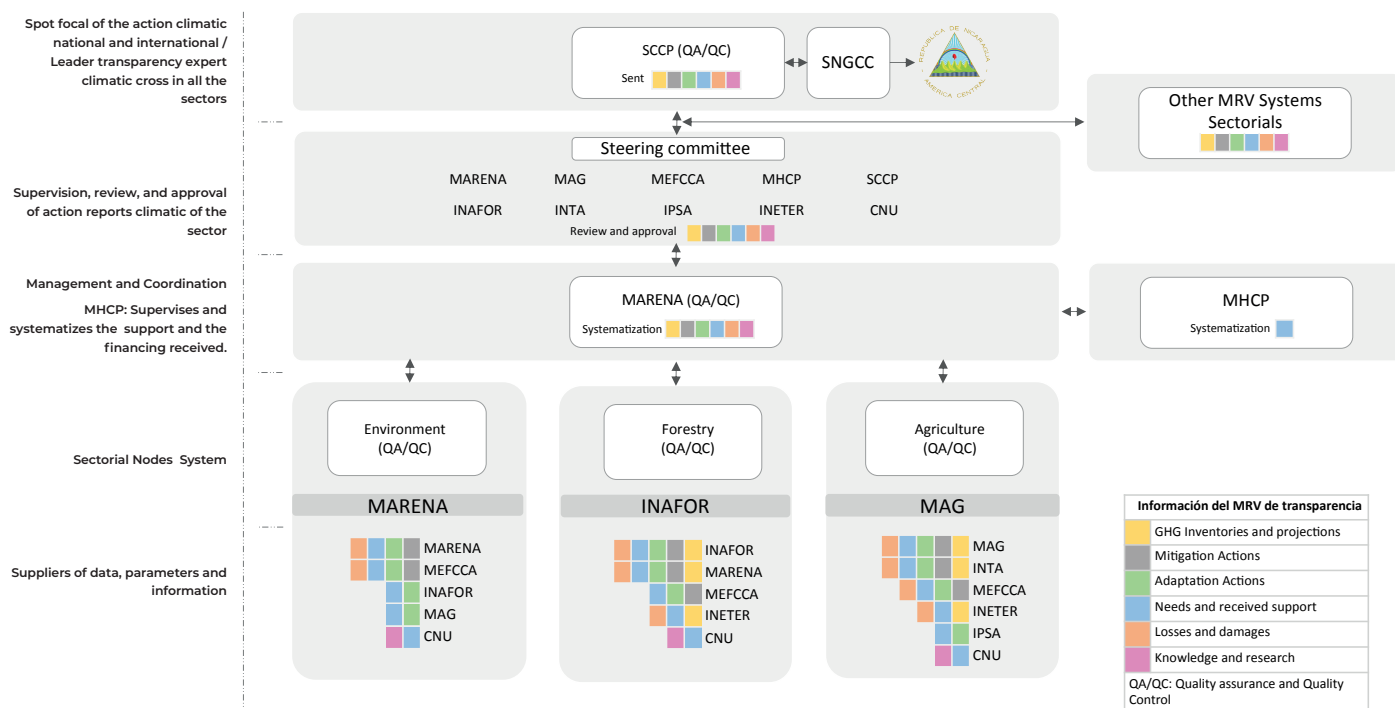 Spot focal of the action climatic
national and international /
Leader transparency expert
climatic cross in all the
sectors
SCCP (QA/QC)
Sent
SNGCC
REPUBLICA DE NICARAGUA
AMERICA CENTRAL
Other MRV Systems
Sectorials
Supervision, review, and approval
of action reports climatic of the
sector
Steering committee
MARENA MAG MEFCCA MHCP SCCP
INAFOR INTA IPSA INETER CNU
Review and approval
Management and Coordination
MHCP: Supervises and
systematizes the support and the
financing received.
MARENA (QA/QC)
Systematization
MHCP
Systematization
Sectorial Nodes System
Environment
(QA/QC)
MARENA
Forestry
(QA/QC)
INAFOR
Agriculture
(QA/QC)
MAG
Suppliers of data, parameters and
information
MARENA
MEFCCA
INAFOR
MAG
CNU
INAFOR
MARENA
MEFCCA
INETER
CNU
MAG
INTA
MEFCCA
INETER
IPSA
CNU
Información del MRV de transparencia
GHG Inventories and projections
Mitigation Actions
Adaptation Actions
Needs and received support
Losses and damages
Knowledge and research
QA/QC: Quality assurance and Quality
Control